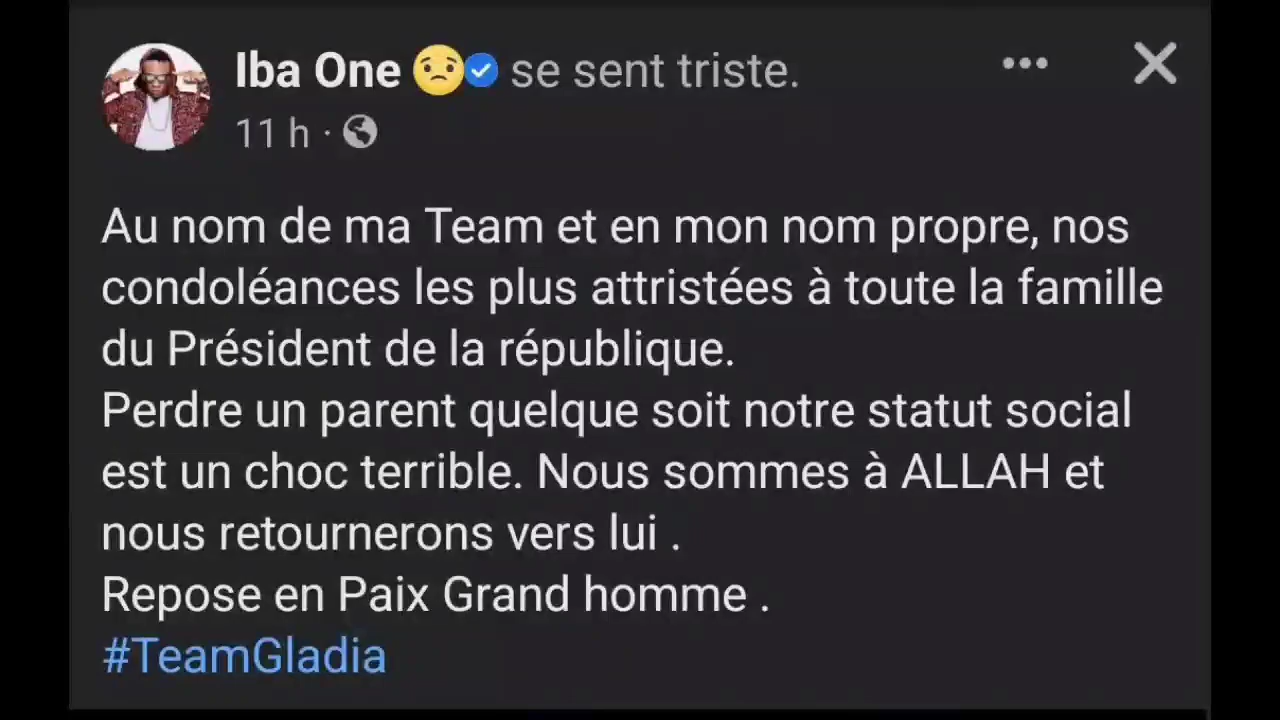 Iba One 😟 se sent triste.
11 h ·
Au nom de ma Team et en mon nom propre, nos
condoléances les plus attristées à toute la famille
du Président de la république.
Perdre un parent quelque soit notre statut social
est un choc terrible. Nous sommes à ALLAH et
nous retournerons vers lui .
Repose en Paix Grand homme .
#TeamGladia